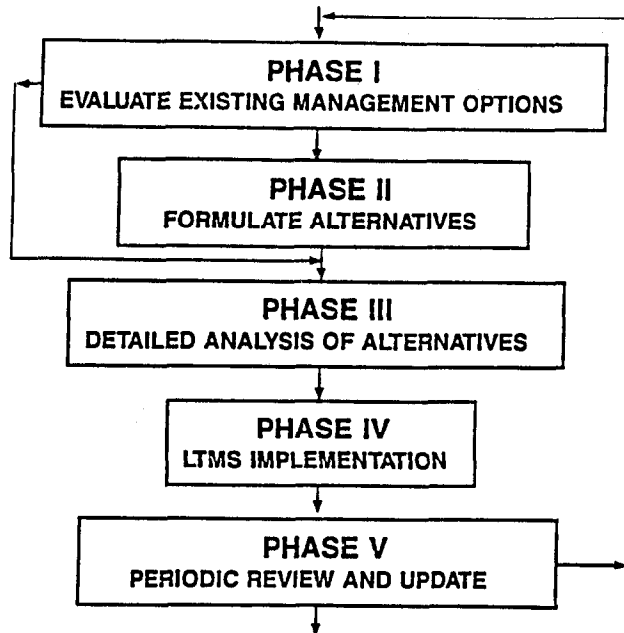 PHASE I
EVALUATE EXISTING MANAGEMENT OPTIONS
PHASE II
FORMULATE ALTERNATIVES
PHASE III
DETAILED ANALYSIS OF ALTERNATIVES
PHASE IV
LTMS IMPLEMENTATION
PHASE V
PERIODIC REVIEW AND UPDATE